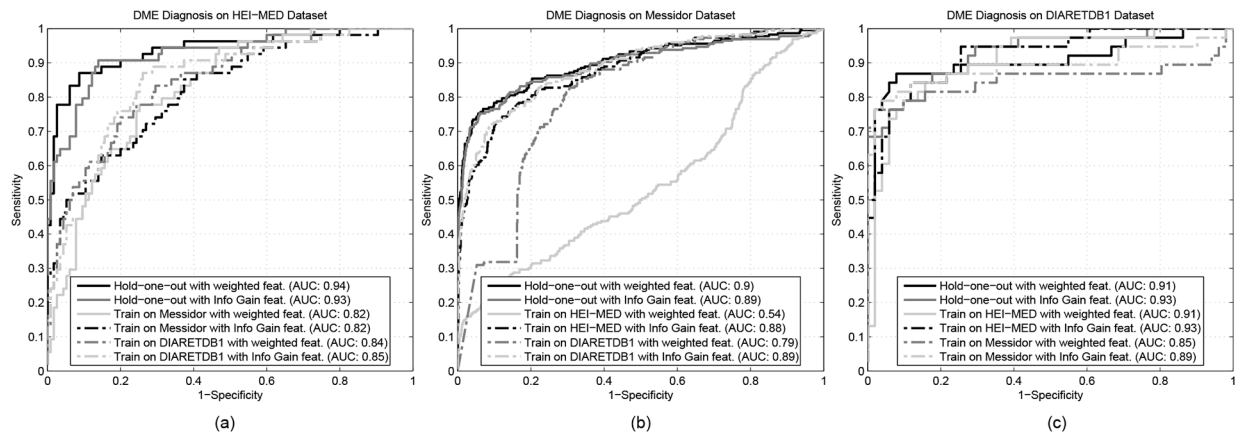 DME Diagnosis on HEI−MED Dataset
1
0.9
0.8
0.7
0.6
0.5
0.4
0.3
0.2
0.1
0
Sensitivity
Hold−one−out with weighted feat. (AUC: 0.94)
Hold−one−out with Info Gain feat. (AUC: 0.93)
Train on Messidor with weighted feat. (AUC: 0.82)
Train on Messidor with Info Gain feat. (AUC: 0.82)
Train on DIARETDB1 with weighted feat. (AUC: 0.84)
Train on DIARETDB1 with Info Gain feat. (AUC: 0.85)
0 0.2 0.4 0.6 0.8 1
1−Specificity
(a)
DME Diagnosis on Messidor Dataset
1
0.9
0.8
0.7
0.6
0.5
0.4
0.3
0.2
0.1
0
Sensitivity
Hold−one−out with weighted feat. (AUC: 0.9)
Hold−one−out with Info Gain feat. (AUC: 0.89)
Train on HEI−MED with weighted feat. (AUC: 0.54)
Train on HEI−MED with Info Gain feat. (AUC: 0.88)
Train on DIARETDB1 with weighted feat. (AUC: 0.79)
Train on DIARETDB1 with Info Gain feat. (AUC: 0.89)
0 0.2 0.4 0.6 0.8 1
1−Specificity
(b)
DME Diagnosis on DIARETDB1 Dataset
1
0.9
0.8
0.7
0.6
0.5
0.4
0.3
0.2
0.1
0
Sensitivity
Hold−one−out with weighted feat. (AUC: 0.91)
Hold−one−out with Info Gain feat. (AUC: 0.93)
Train on HEI−MED with weighted feat. (AUC: 0.91)
Train on HEI−MED with Info Gain feat. (AUC: 0.93)
Train on Messidor with weighted feat. (AUC: 0.85)
Train on Messidor with Info Gain feat. (AUC: 0.89)
0 0.2 0.4 0.6 0.8 1
1−Specificity
(c)